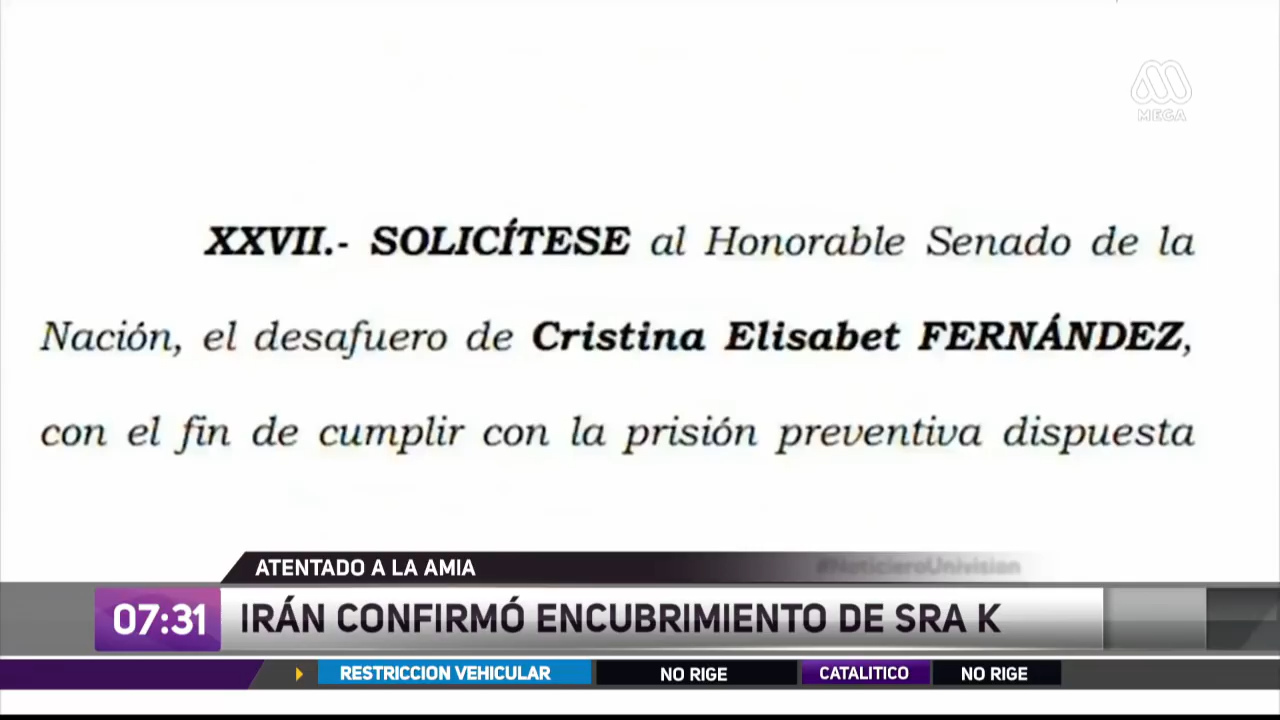 MEGA
XXVII.- SOLICÍTESE al Honorable Senado de la
Nación, el desafuero de Cristina Elisabet FERNÁNDEZ,
con el fin de cumplir con la prisión preventiva dispuesta
ATENTADO A LA AMIA
#NoticieroUnivision
07:31 IRÁN CONFIRMÓ ENCUBRIMIENTO DE SRA K
RESTRICCION VEHICULAR NO RIGE CATALITICO NO RIGE